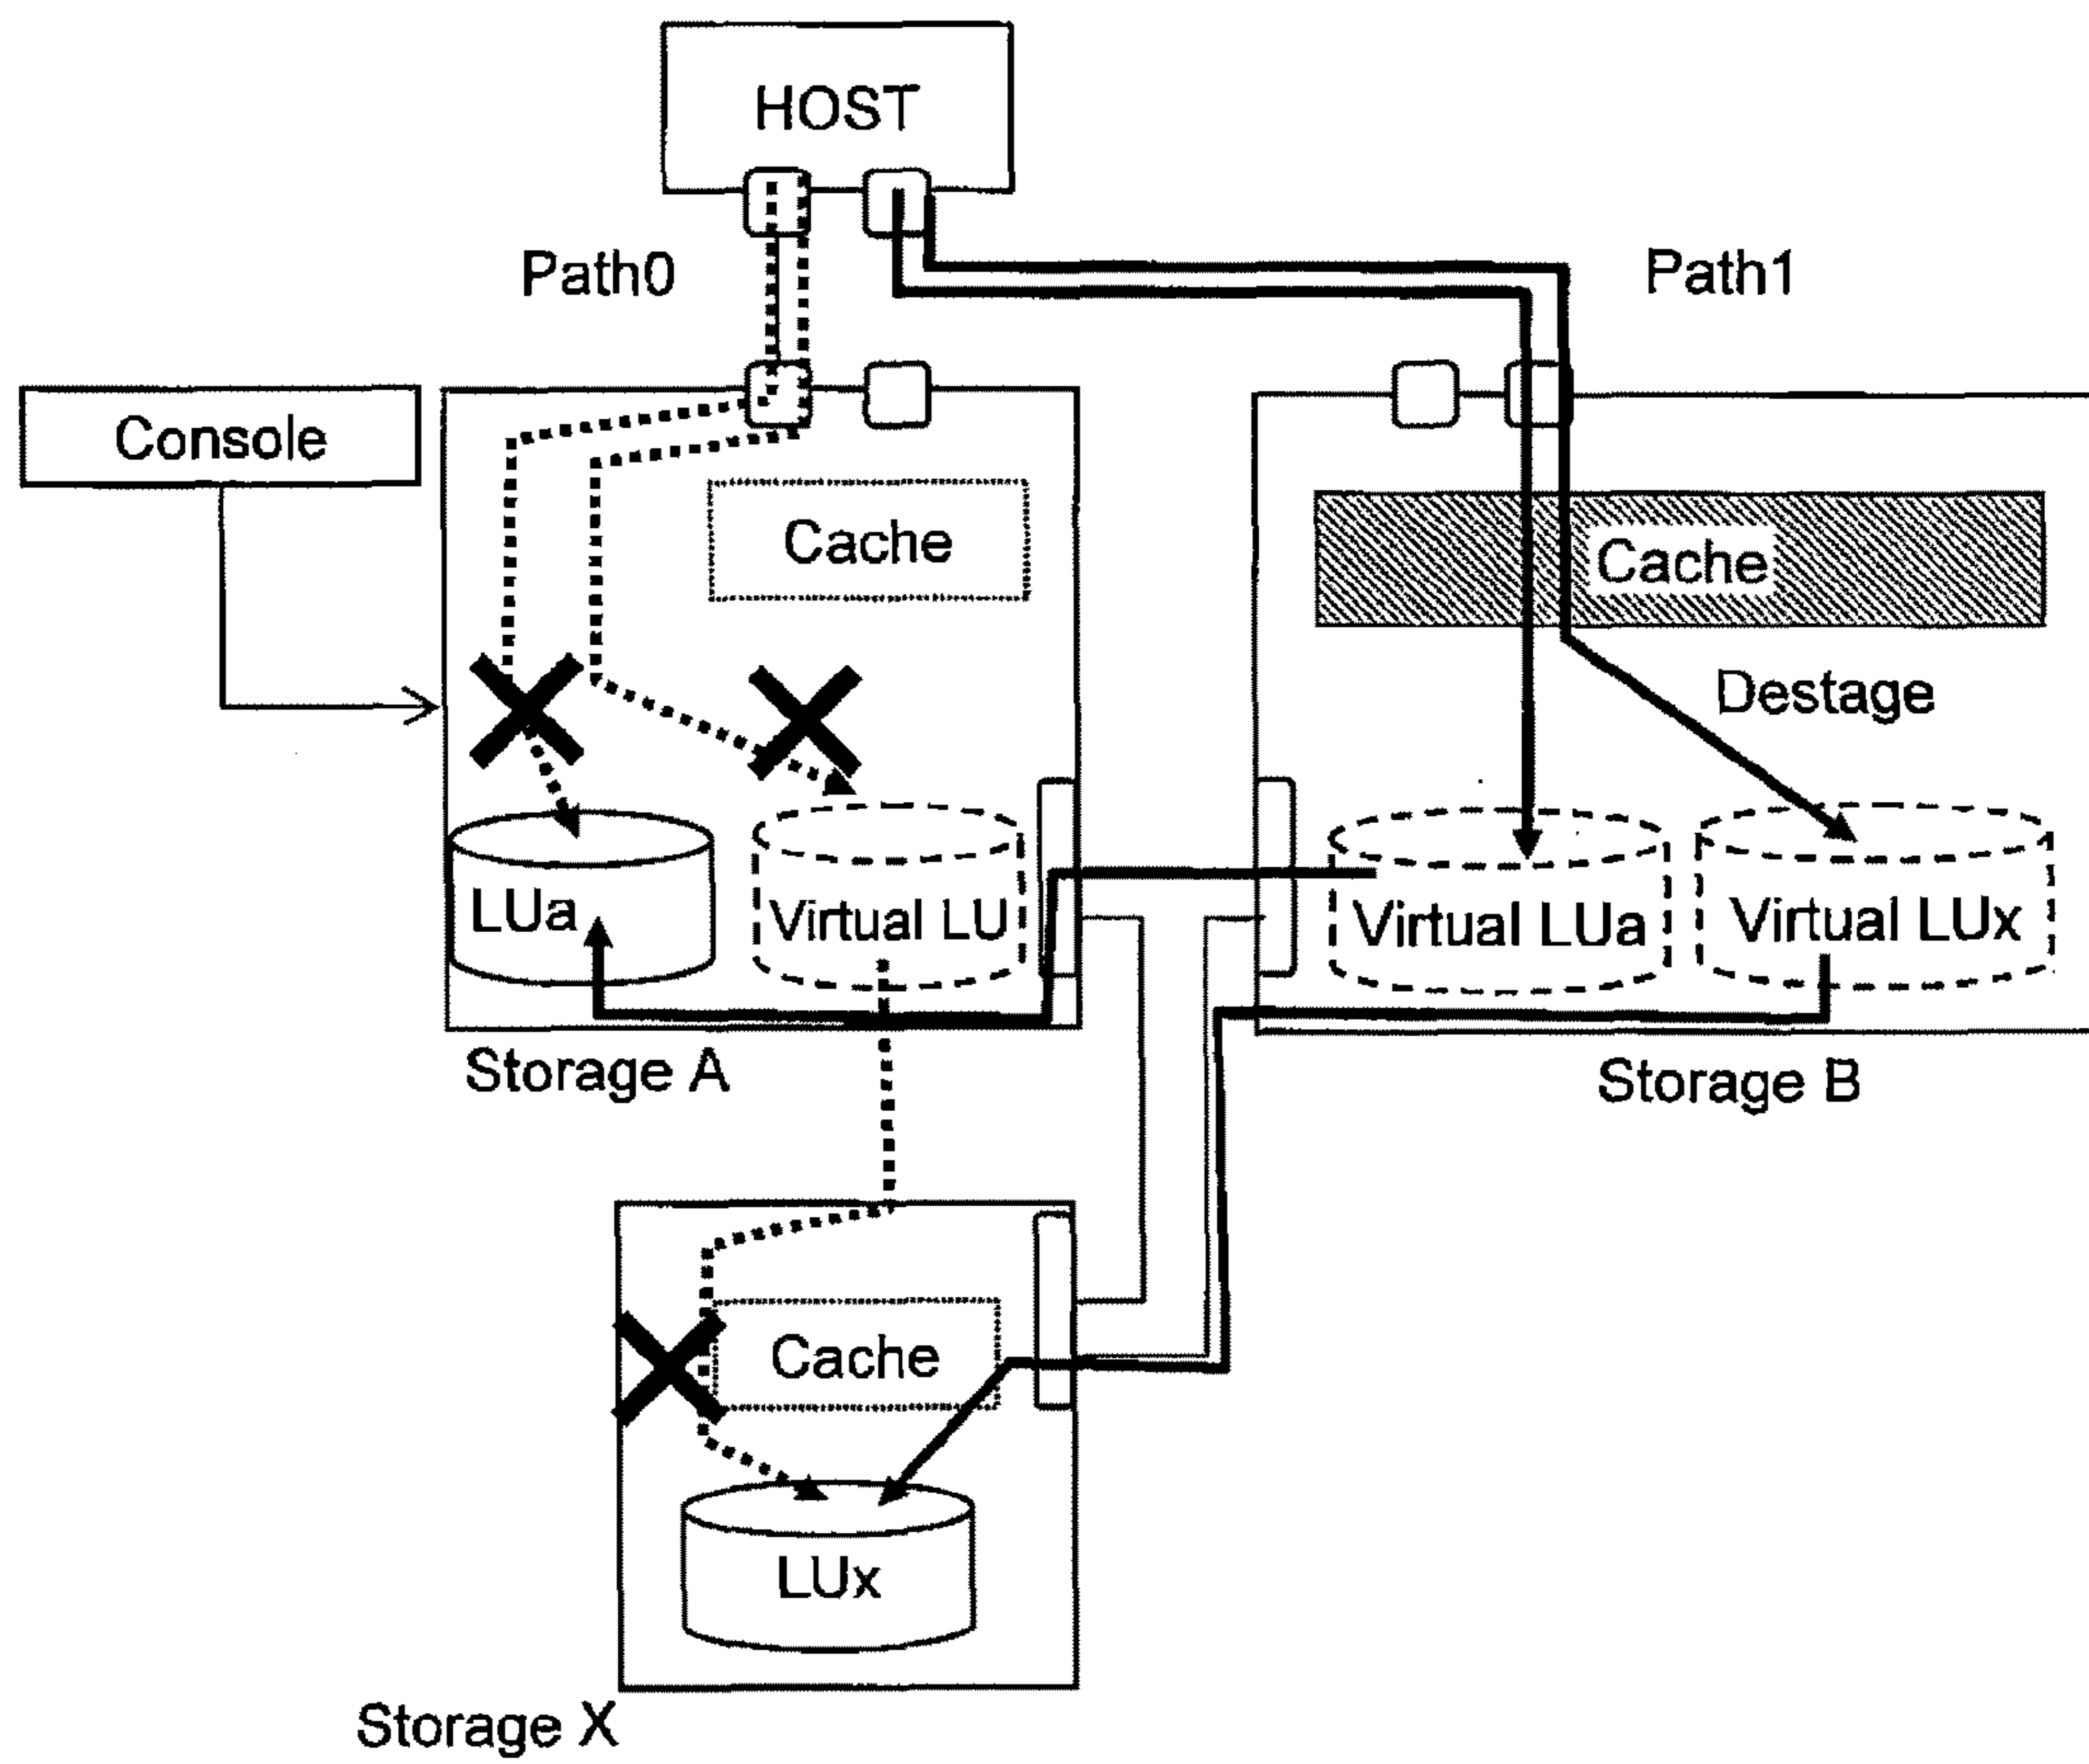 HOST
Path0
Path1
Console
Cache
Cache
Destage
LUa
Virtual LU
Virtual LUa
Virtual LUx
Storage A
Storage B
Cache
LUx
Storage X